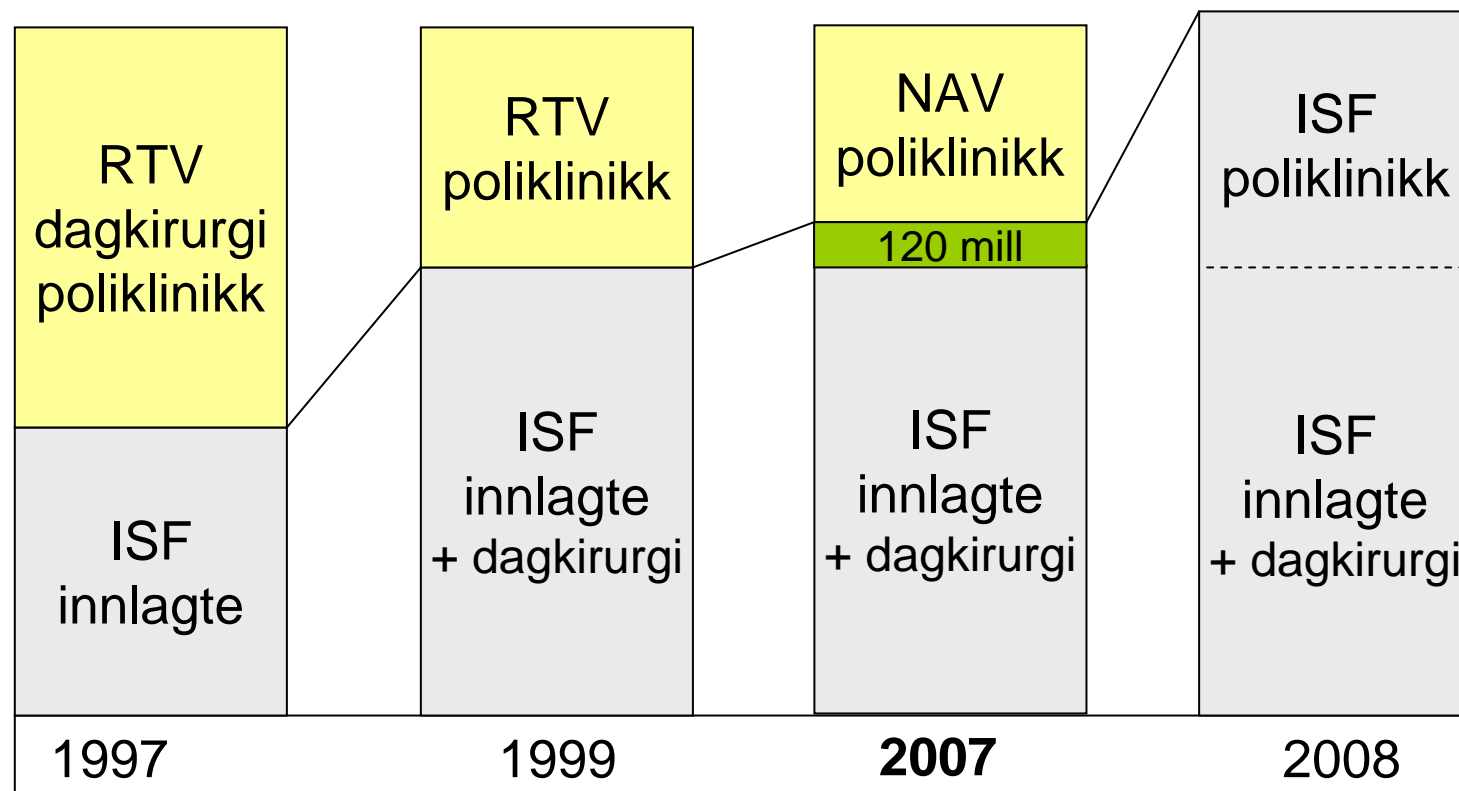 RTV
dagkirurgi
poliklinikk
ISF
innlagte
RTV
poliklinikk
ISF
innlagte
+ dagkirurgi
NAV
poliklinikk
120 mill
ISF
innlagte
+ dagkirurgi
ISF
poliklinikk
ISF
innlagte
+ dagkirurgi
1997
1999
2007
2008